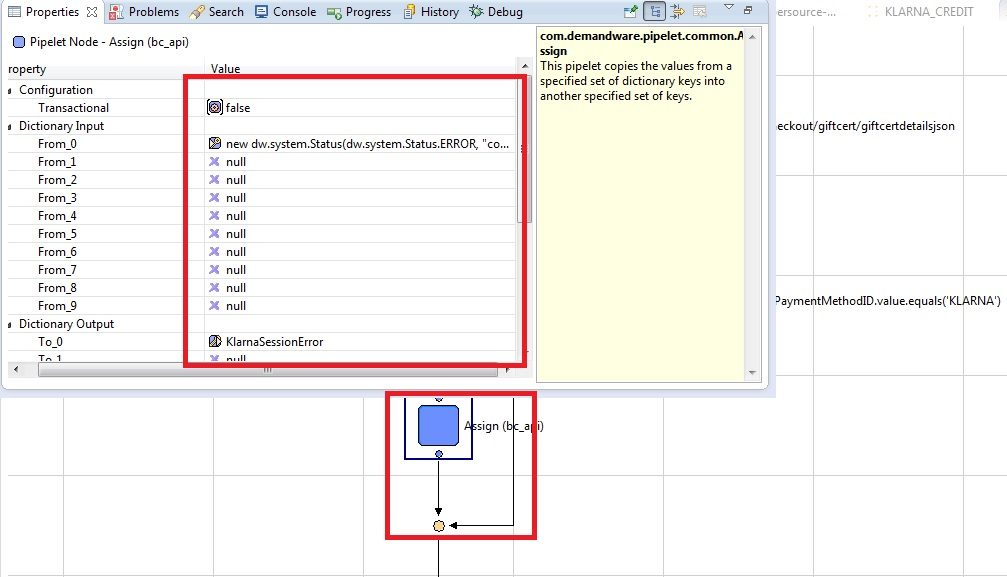 Properties Problems Search Console Progress History Debug
ersource-...
KLARNA_CREDIT
Pipelet Node - Assign (bc_api)
roperty Value
Configuration
Transactional false
Dictionary Input
From_0 new dw.system.Status(dw.system.Status.ERROR, "co...
From_1 null
From_2 null
From_3 null
From_4 null
From_5 null
From_6 null
From_7 null
From_8 null
From_9 null
Dictionary Output
To_0 KlarnaSessionError
To_1 null
com.demandware.pipelet.common.A
ssign
This pipelet copies the values from a
specified set of dictionary keys into
another specified set of keys.
eckout/giftcert/giftcertdetailsjson
PaymentMethodID.value.equals('KLARNA')
Assign (bc_api)